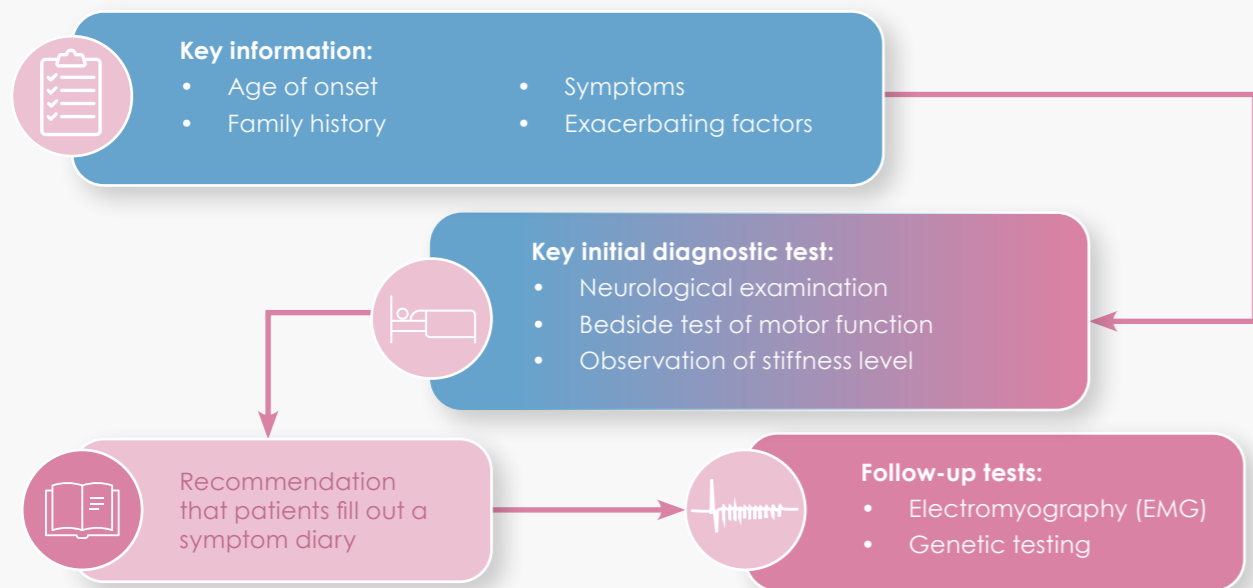 Key information:
• Age of onset
• Family history
• Symptoms
• Exacerbating factors
Key initial diagnostic test:
• Neurological examination
• Bedside test of motor function
• Observation of stiffness level
Recommendation
that patients fill out a
symptom diary
Follow-up tests:
• Electromyography (EMG)
• Genetic testing